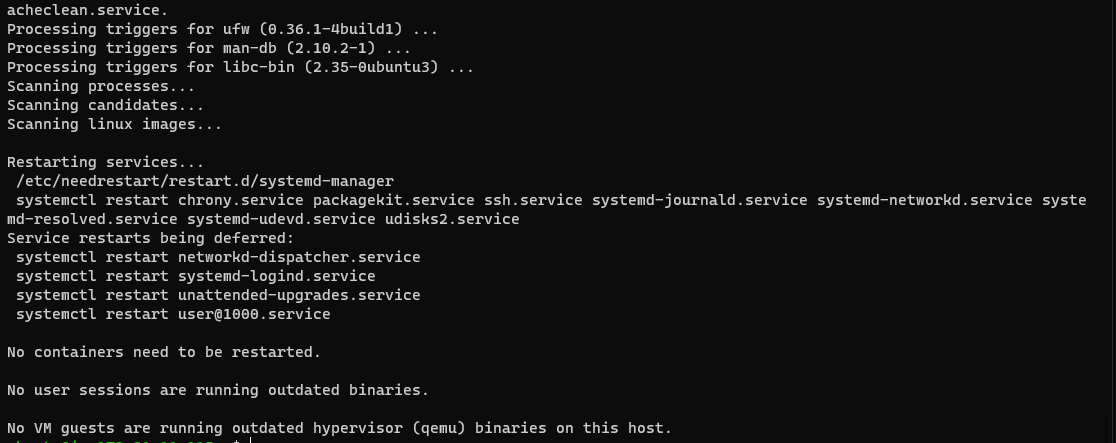 acheclean.service.
Processing triggers for ufw (0.36.1-4build1) ...
Processing triggers for man-db (2.10.2-1) ...
Processing triggers for libc-bin (2.35-0ubuntu3) ...
Scanning processes...
Scanning candidates...
Scanning linux images...
Restarting services...
/etc/needrestart/restart.d/systemd-manager
systemctl restart chrony.service packagekit.service ssh.service systemd-journald.service systemd-networkd.service syste
md-resolved.service systemd-udevd.service udisks2.service
Service restarts being deferred:
systemctl restart networkd-dispatcher.service
systemctl restart systemd-logind.service
systemctl restart unattended-upgrades.service
systemctl restart user@1000.service
No containers need to be restarted.
No user sessions are running outdated binaries.
No VM guests are running outdated hypervisor (qemu) binaries on this host.